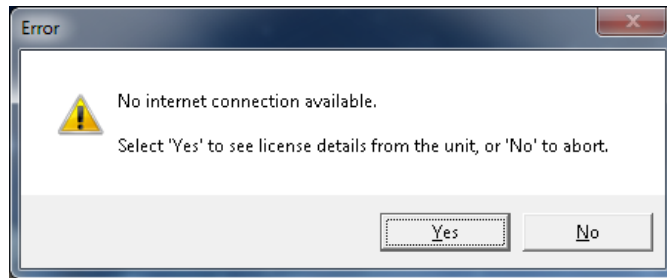 Error
No internet connection available.
Select 'Yes' to see license details from the unit, or 'No' to abort.
Yes
No